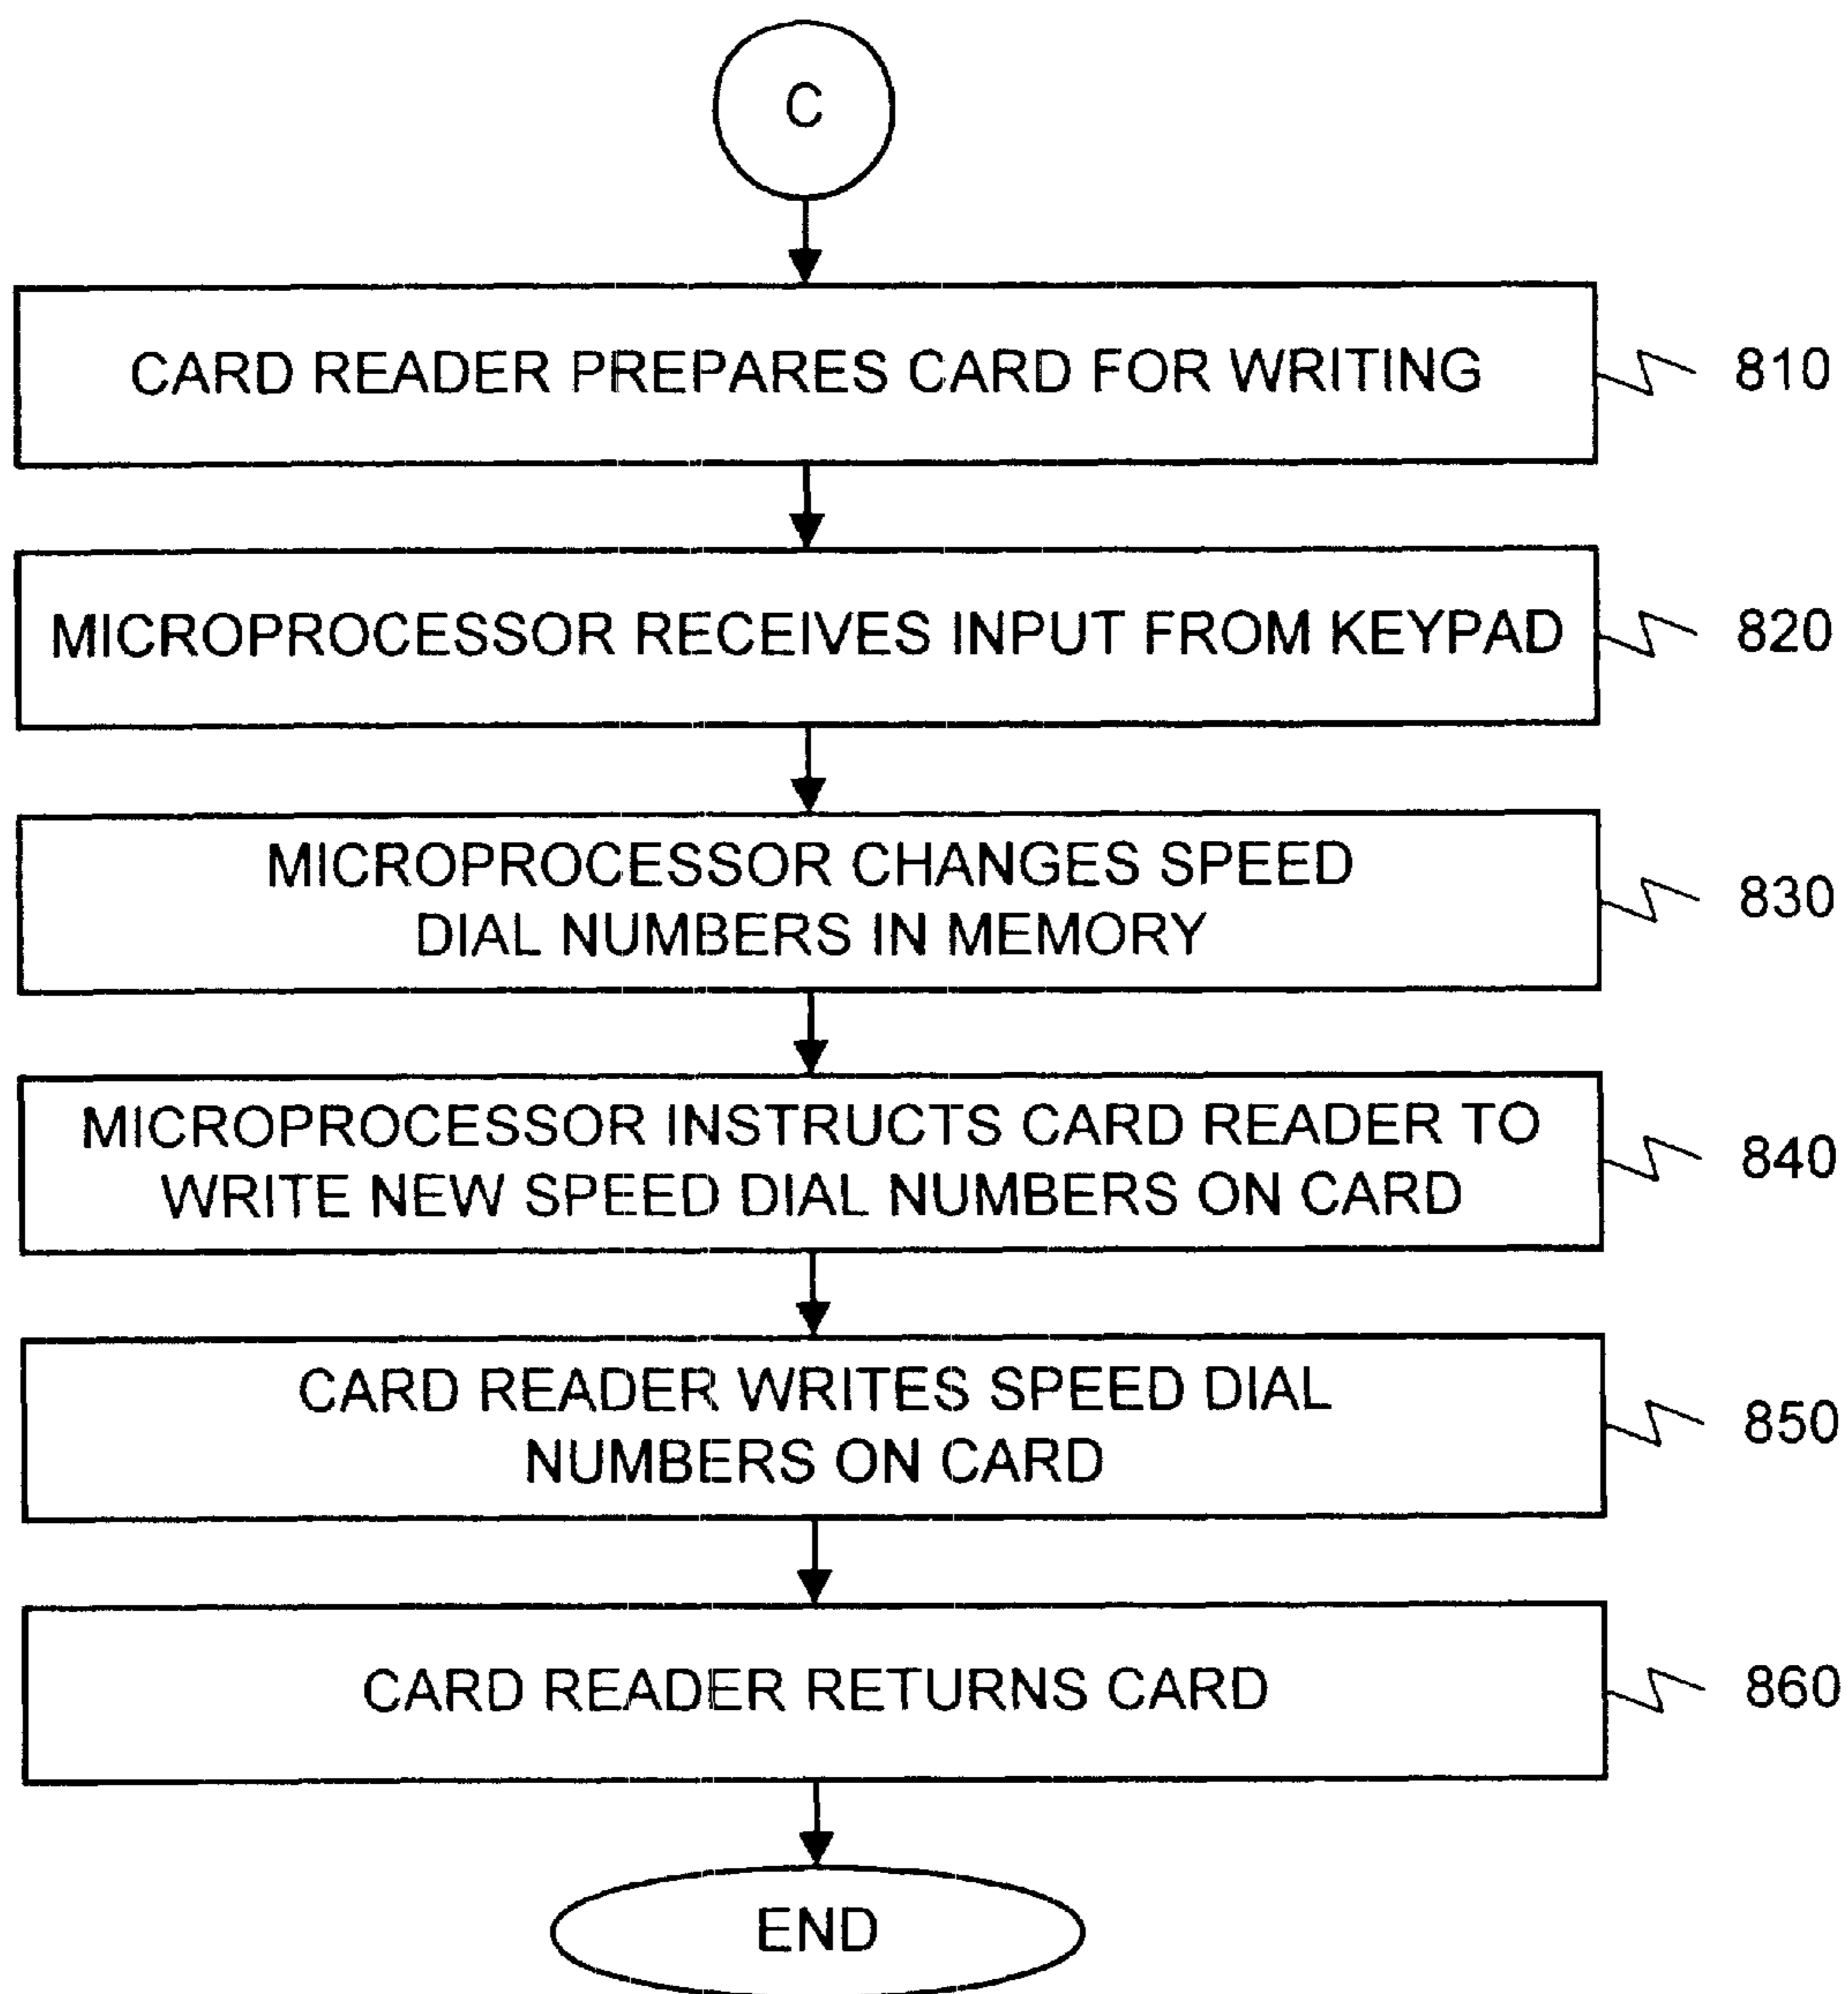 C
CARD READER PREPARES CARD FOR WRITING
810
MICROPROCESSOR RECEIVES INPUT FROM KEYPAD
820
MICROPROCESSOR CHANGES SPEED
DIAL NUMBERS IN MEMORY
830
MICROPROCESSOR INSTRUCTS CARD READER TO
WRITE NEW SPEED DIAL NUMBERS ON CARD
840
CARD READER WRITES SPEED DIAL
NUMBERS ON CARD
850
CARD READER RETURNS CARD
860
END